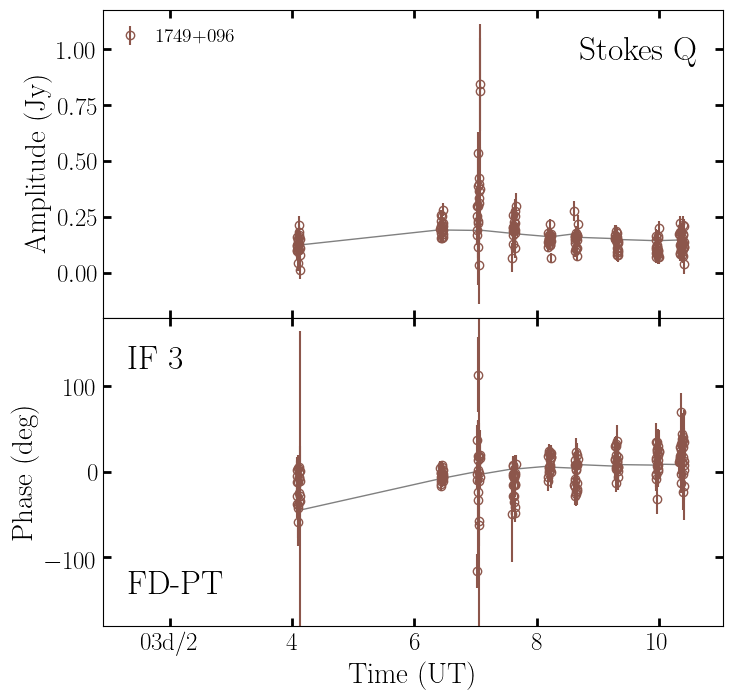 1749+096
Stokes Q
1.00
0.75
0.50
0.25
0.00
Amplitude (Jy)
IF 3
100
0
−100
Phase (deg)
FD-PT
03d/2 4 6 8 10
Time (UT)